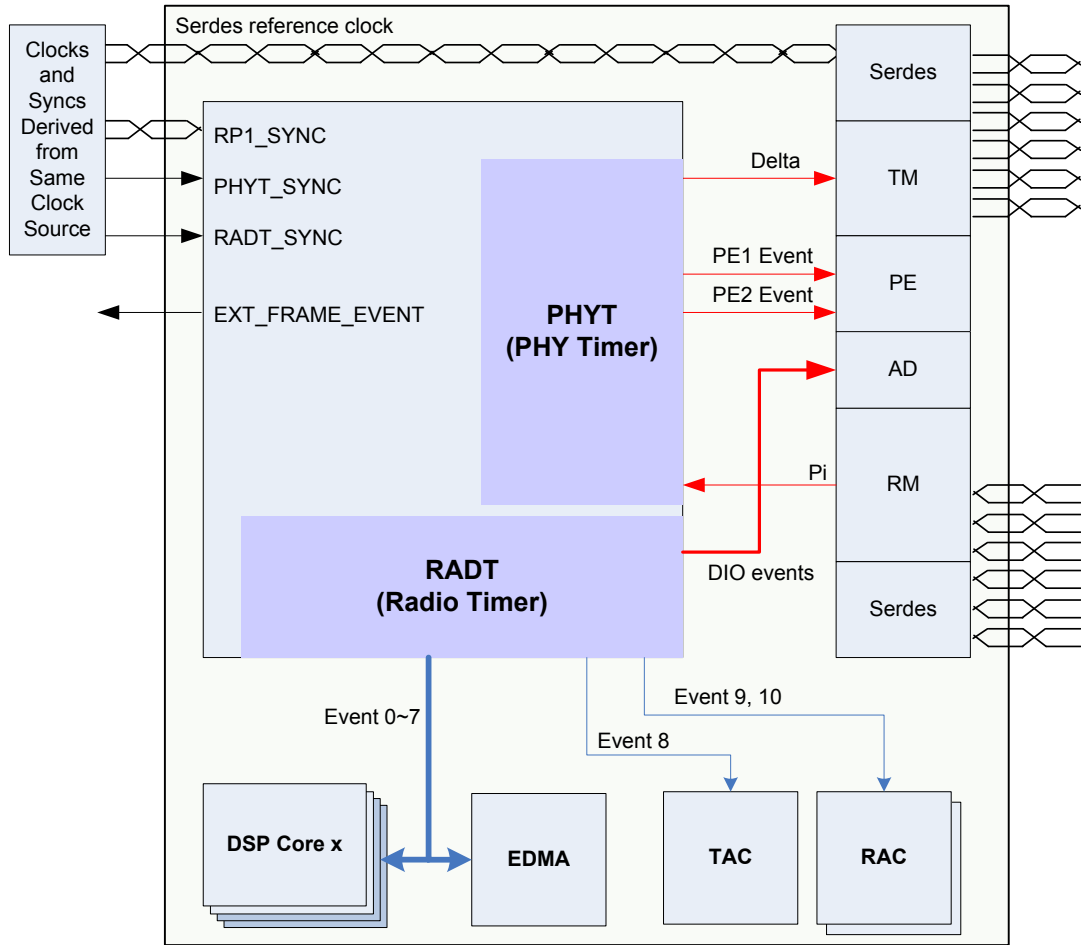 Serdes reference clock
Clocks
and
Syncs
Derived
from
Same
Clock
Source
RP1_SYNC
PHYT_SYNC
RADT_SYNC
EXT_FRAME_EVENT
PHYT
(PHY Timer)
RADT
(Radio Timer)
Delta
PE1 Event
PE2 Event
Pi
DIO events
Serdes
TM
PE
AD
RM
Serdes
Event 0~7
Event 8
Event 9, 10
DSP Core x
EDMA
TAC
RAC